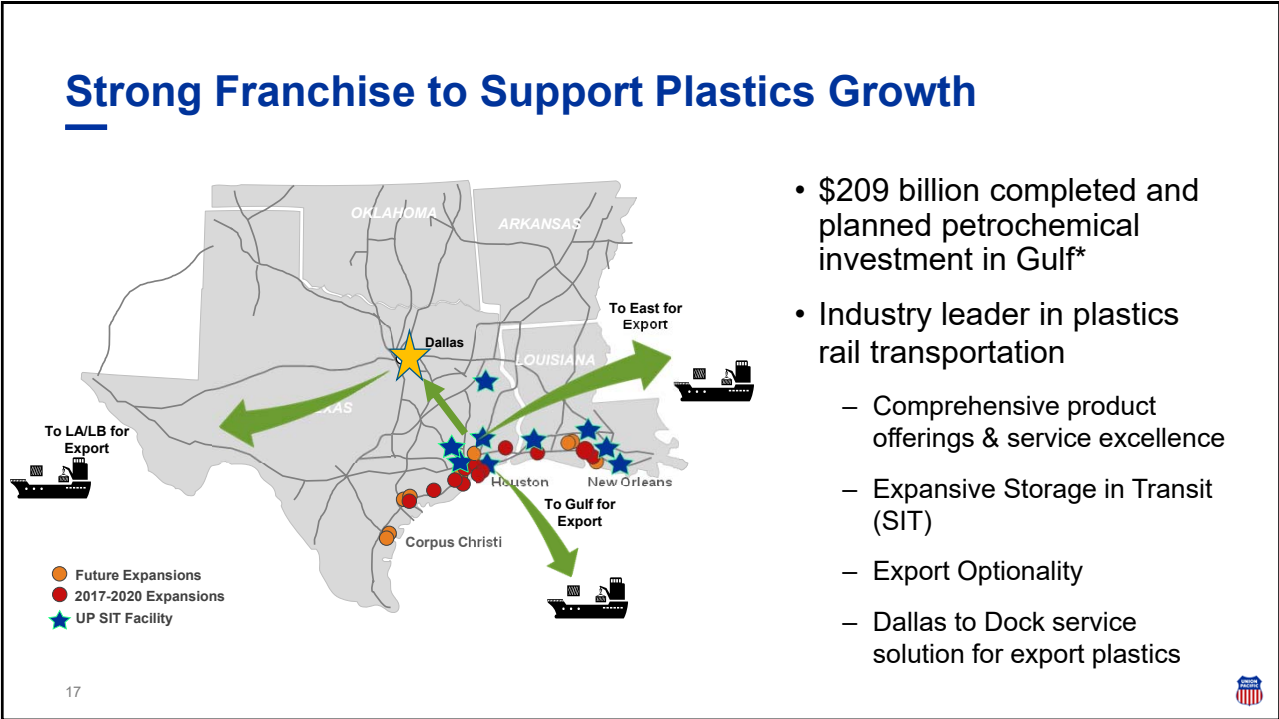 Strong Franchise to Support Plastics Growth
OKLAHOMA
ARKANSAS
To East for
Export
Dallas
LOUISIANA
To LA/LB for
Export
Houston
New Orleans
To Gulf for
Export
Corpus Christi
Future Expansions
2017-2020 Expansions
UP SIT Facility
• $209 billion completed and
planned petrochemical
investment in Gulf*
• Industry leader in plastics
rail transportation
– Comprehensive product
offerings & service excellence
– Expansive Storage in Transit
(SIT)
– Export Optionality
– Dallas to Dock service
solution for export plastics
17
UNION
PACIFIC